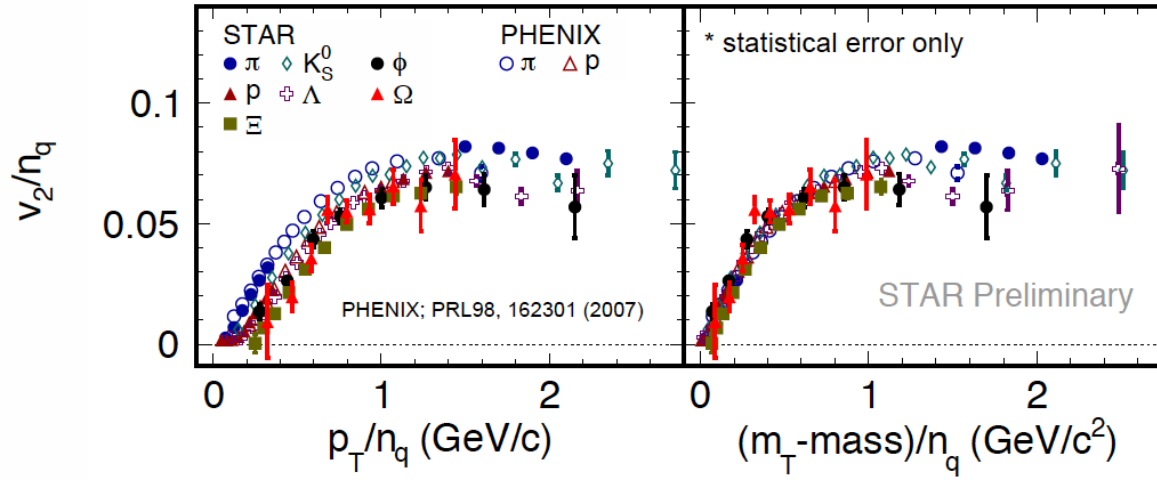 STAR
PHENIX
π K⁰_S ϕ
π p
p Λ Ω
Ξ
* statistical error only
v₂/n_q
0.1
0.05
0
PHENIX; PRL98, 162301 (2007)
STAR Preliminary
0 1 2
0 1 2
p_T/n_q (GeV/c)
(m_T-mass)/n_q (GeV/c²)